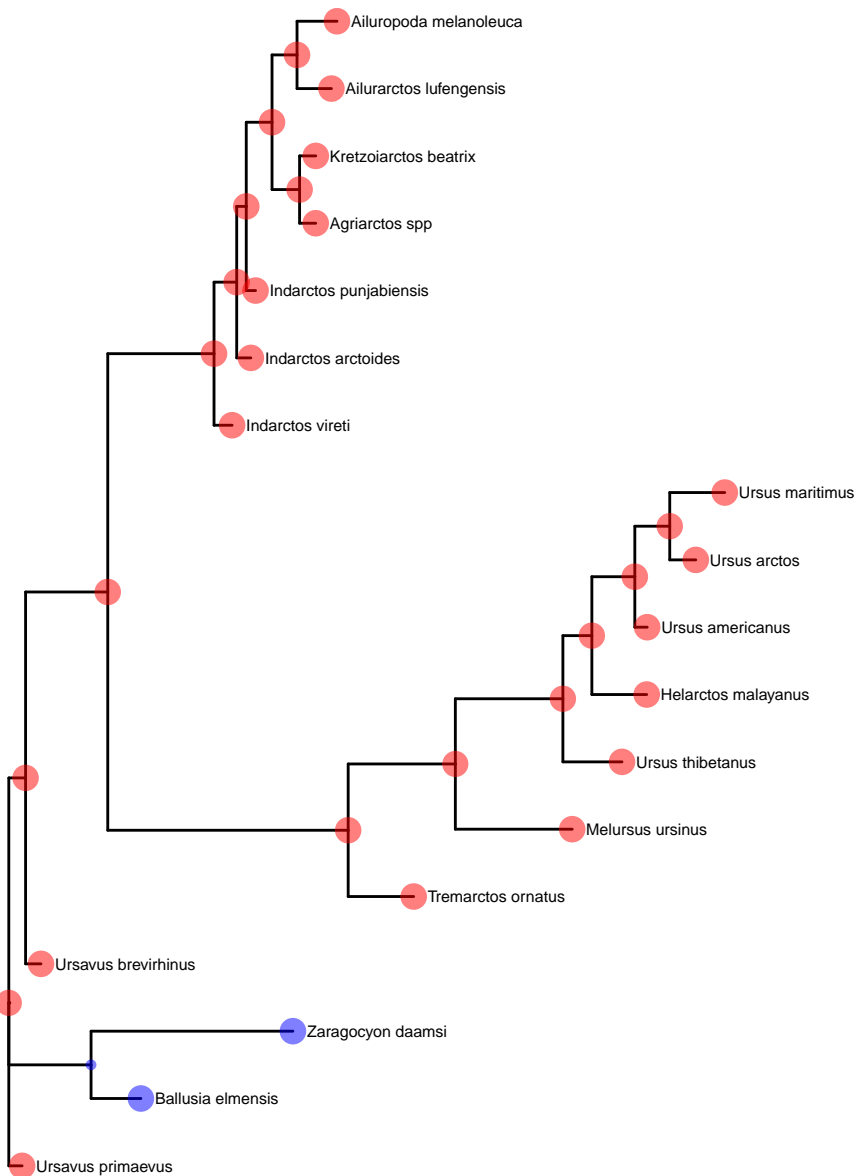 Ailuropoda melanoleuca
Ailurarctos lufengensis
Kretzoiarctos beatrix
Agriarctos spp
Indarctos punjabiensis
Indarctos arctoides
Indarctos vireti
Ursus maritimus
Ursus arctos
Ursus americanus
Helarctos malayanus
Ursus thibetanus
Melursus ursinus
Tremarctos ornatus
Ursavus brevirhinus
Zaragocyon daamsi
Ballusia elmensis
Ursavus primaevus